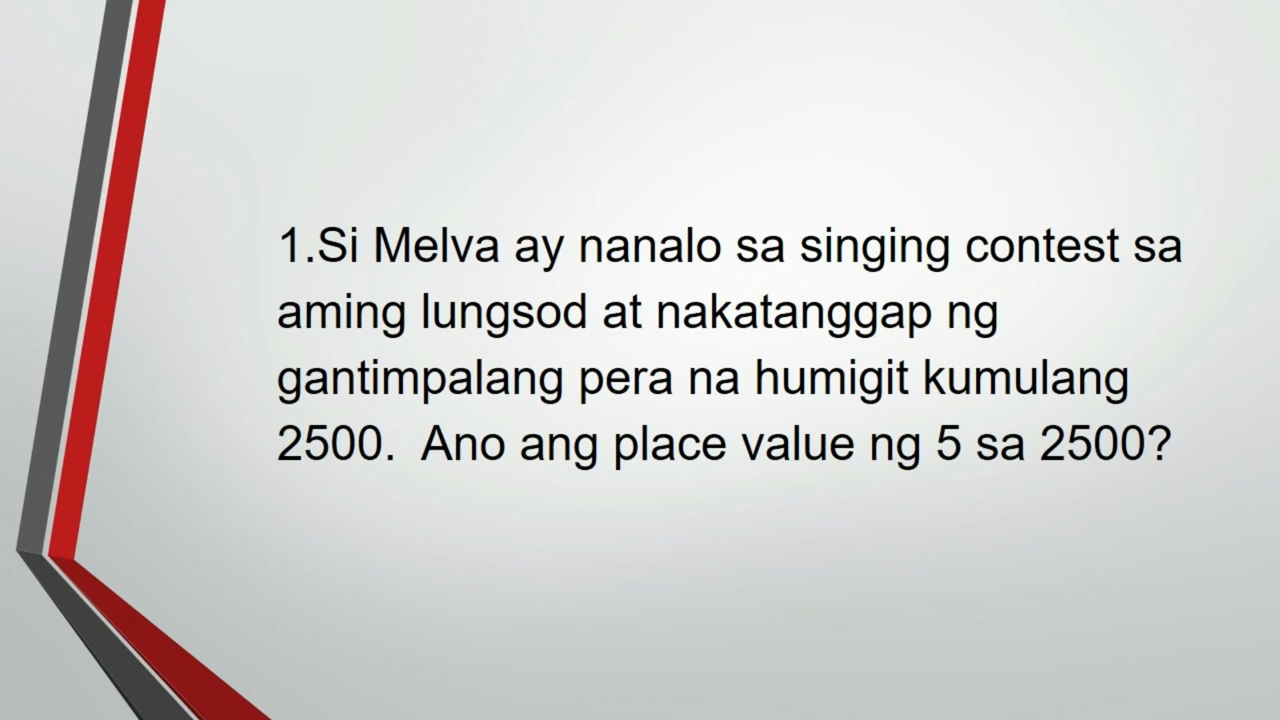 1.Si Melva ay nanalo sa singing contest sa
aming lungsod at nakatanggap ng
gantimpalang pera na humigit kumulang
2500.  Ano ang place value ng 5 sa 2500?